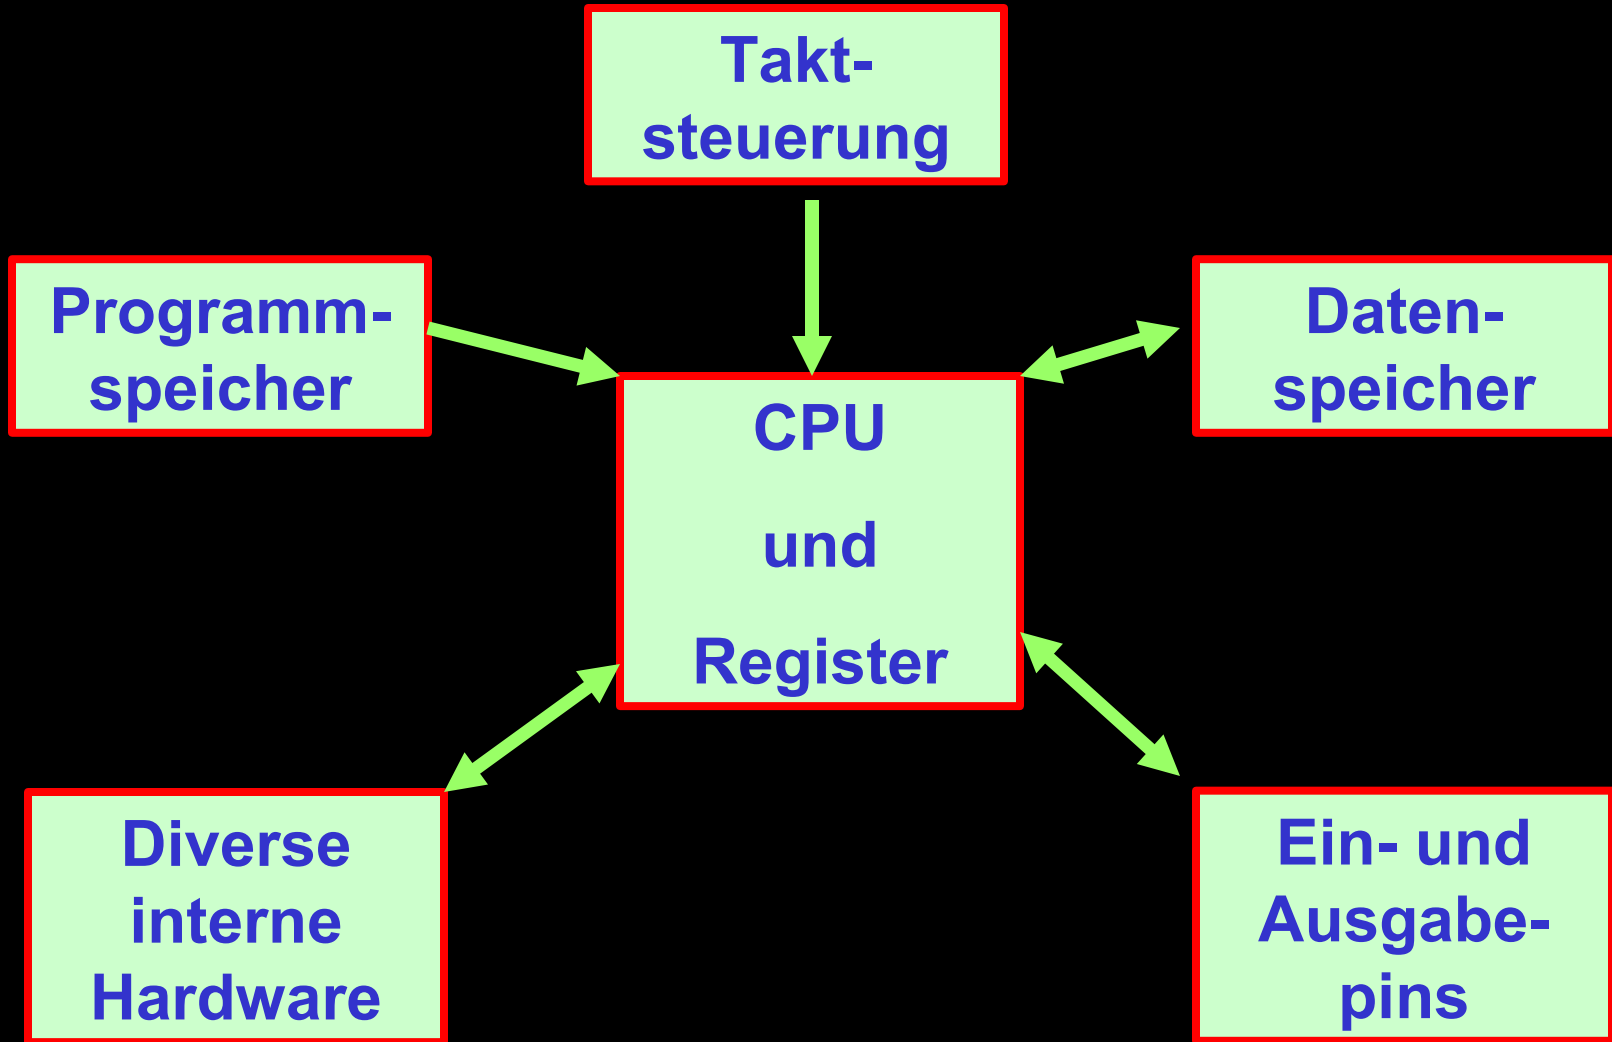 Takt-
steuerung
Programm-
speicher
Daten-
speicher
CPU
und
Register
Diverse
interne
Hardware
Ein- und
Ausgabe-
pins